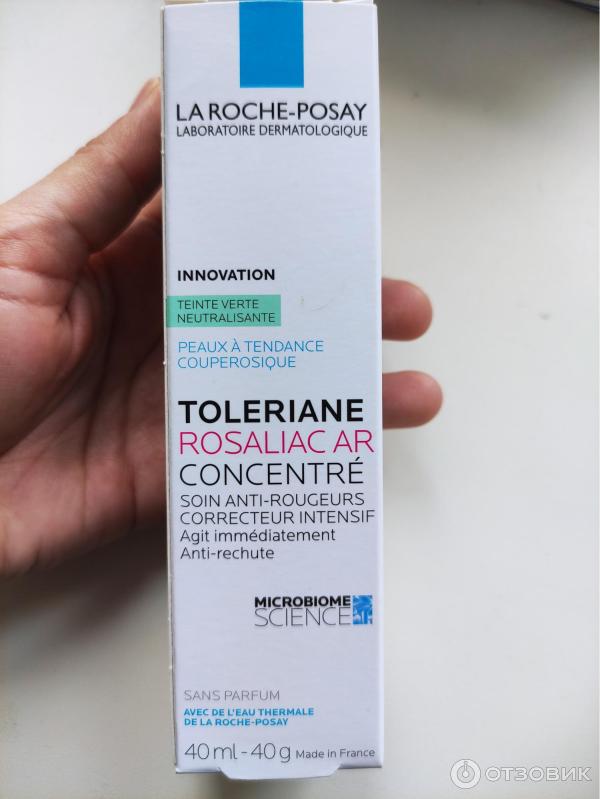 LA ROCHE-POSAY
LABORATOIRE DERMATOLOGIQUE
INNOVATION
TEINTE VERTE
NEUTRALISANTE
PEAUX À TENDANCE
COUPEROSIQUE
TOLERIANE
ROSALIAC AR
CONCENTRÉ
SOIN ANTI-ROUGEURS
CORRECTEUR INTENSIF
Agit immédiatement
Anti-rechute
MICROBIOME
SCIENCE
SANS PARFUM
AVEC DE L'EAU THERMALE
DE LA ROCHE-POSAY
40 ml - 40 g Made in France
ОТЗОВИК